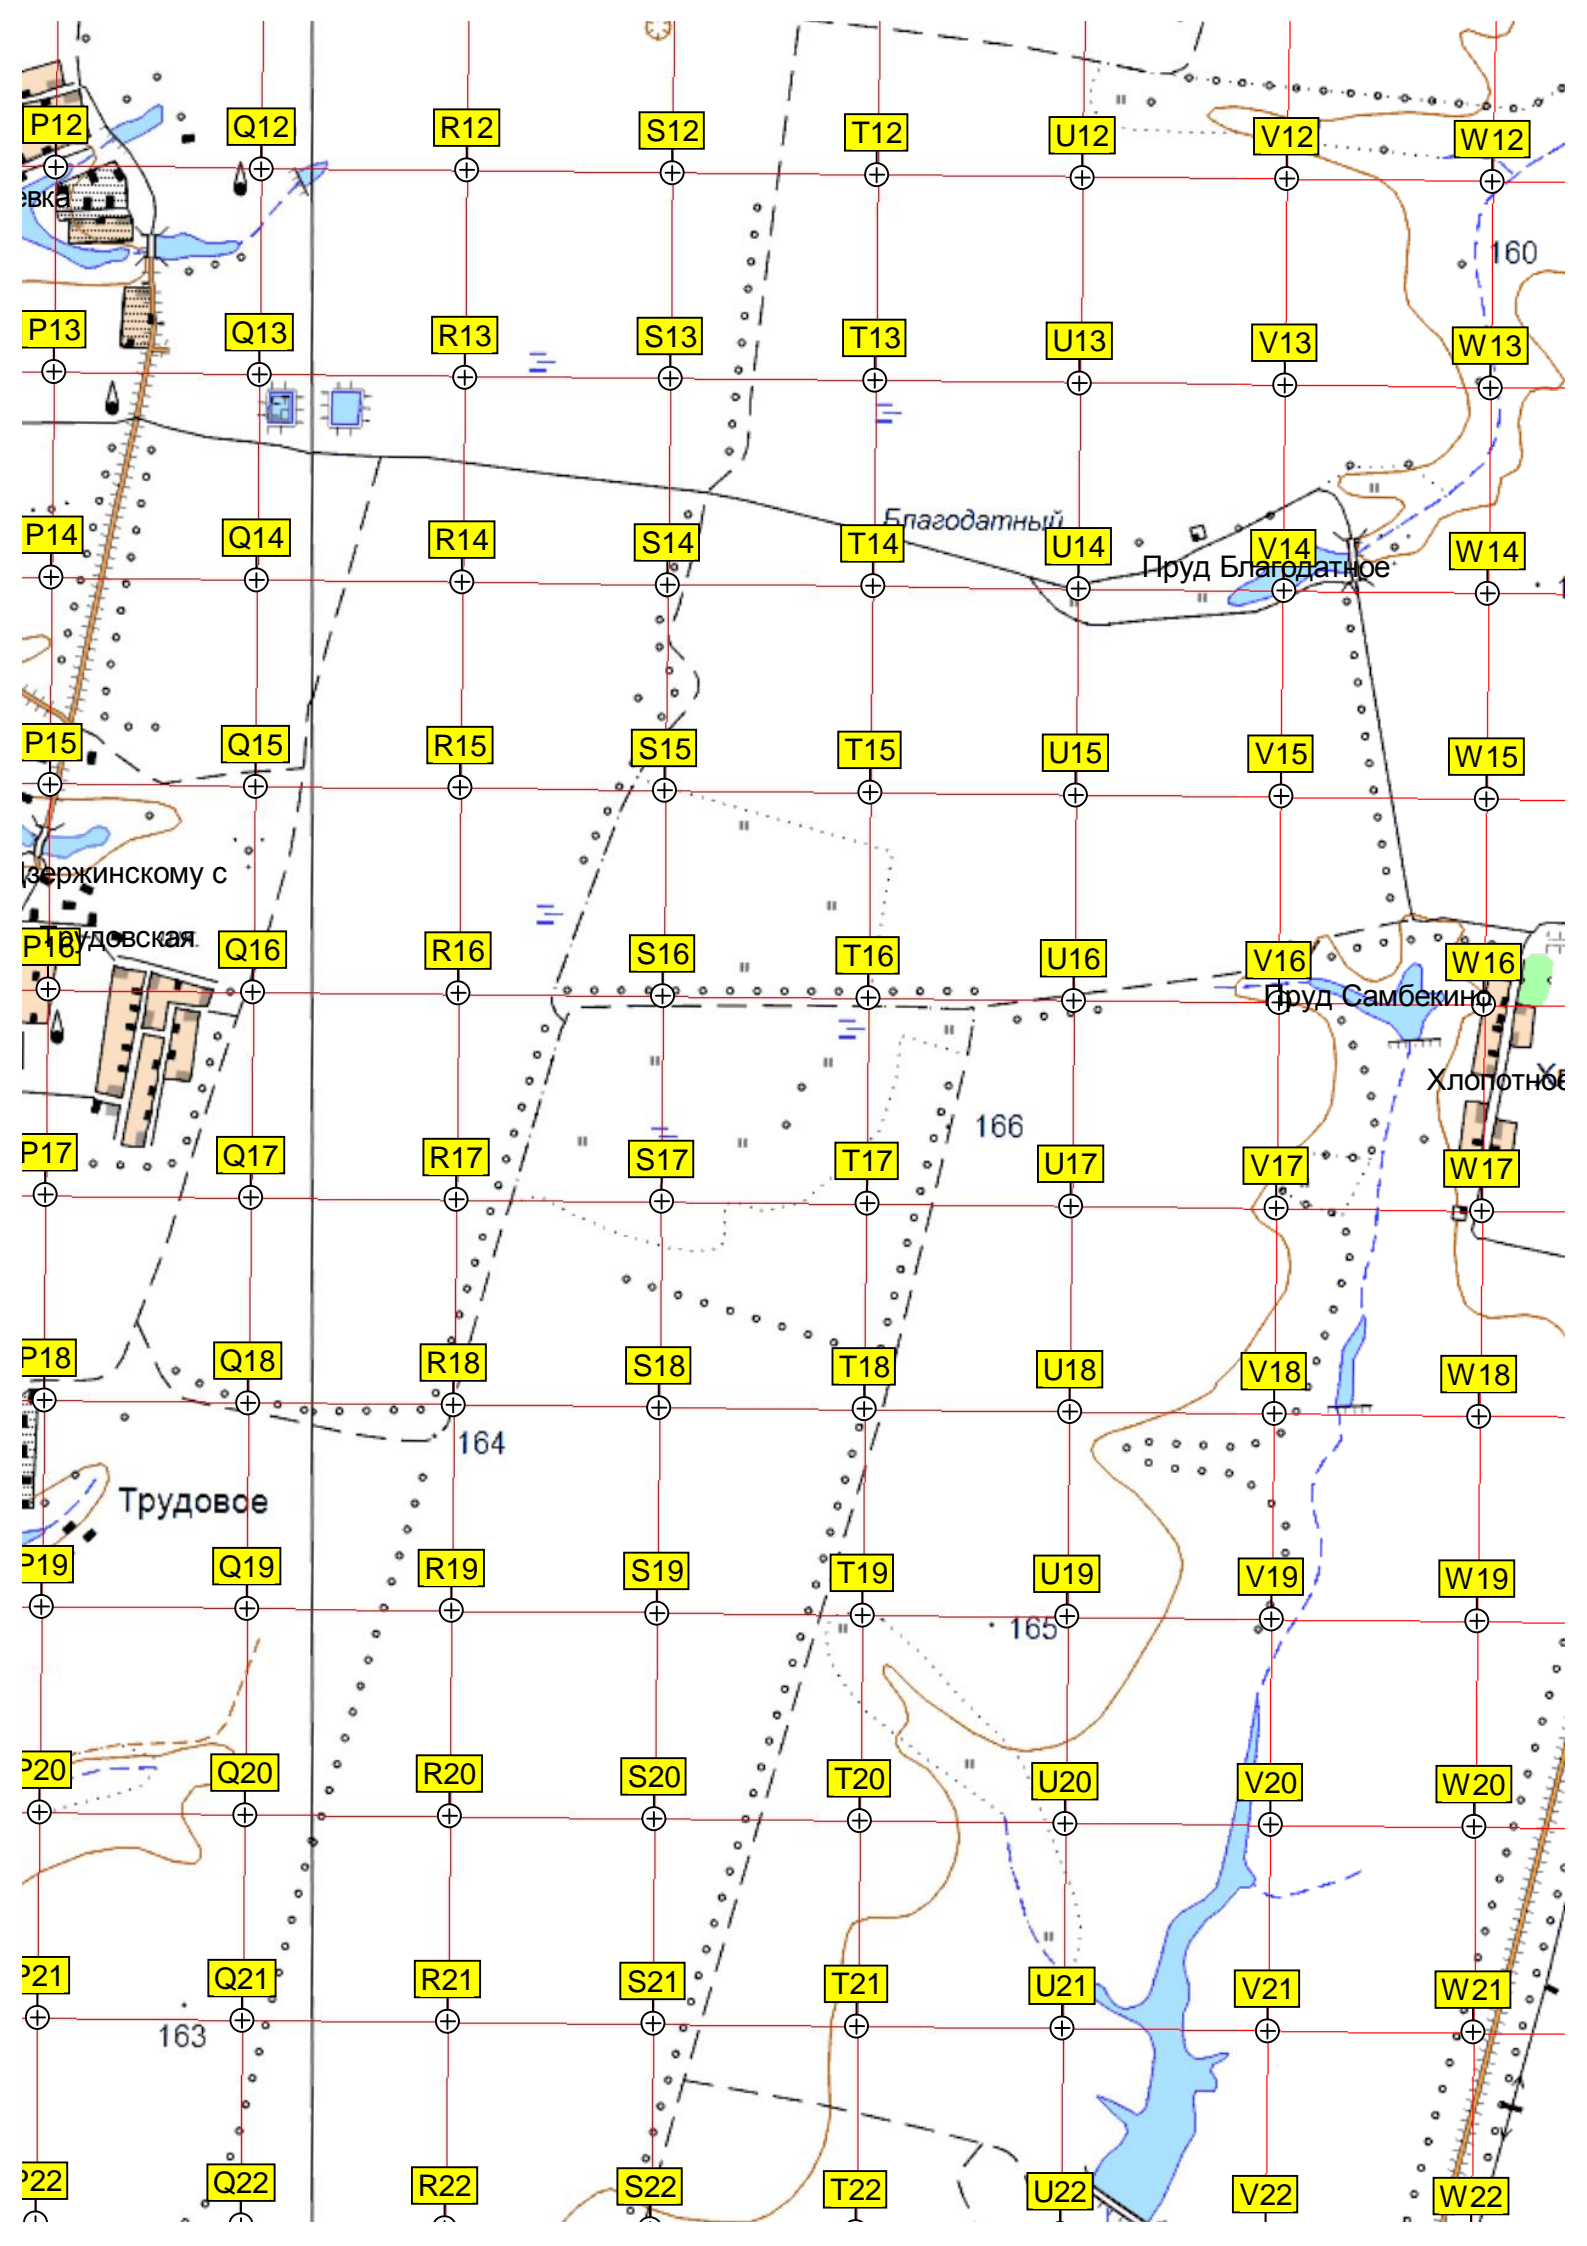 P12 Q12 R12 S12 T12 U12 V12 W12
евка
160
P13 Q13 R13 S13 T13 U13 V13 W13
Благодатный
P14 Q14 R14 S14 T14 U14 V14 W14
Пруд Благодатное
P15 Q15 R15 S15 T15 U15 V15 W15
зержинскому с
Трудовская
P16 Q16 R16 S16 T16 U16 V16 W16
Пруд Самбекино
Хлопотное
166
P17 Q17 R17 S17 T17 U17 V17 W17
P18 Q18 R18 S18 T18 U18 V18 W18
164
Трудовое
P19 Q19 R19 S19 T19 U19 V19 W19
165
P20 Q20 R20 S20 T20 U20 V20 W20
P21 Q21 R21 S21 T21 U21 V21 W21
163
P22 Q22 R22 S22 T22 U22 V22 W22